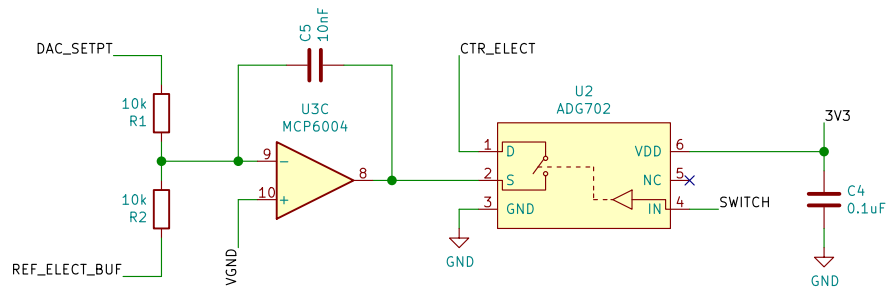 DAC_SETPT
10k
R1
10k
R2
REF_ELECT_BUF
C5
10nF
U3C
MCP6004
9
10
8
−
+
VGND
CTR_ELECT
U2
ADG702
1
D
2
S
3
GND
VDD
6
NC
5
IN
4
GND
3V3
SWITCH
C4
0.1uF
GND